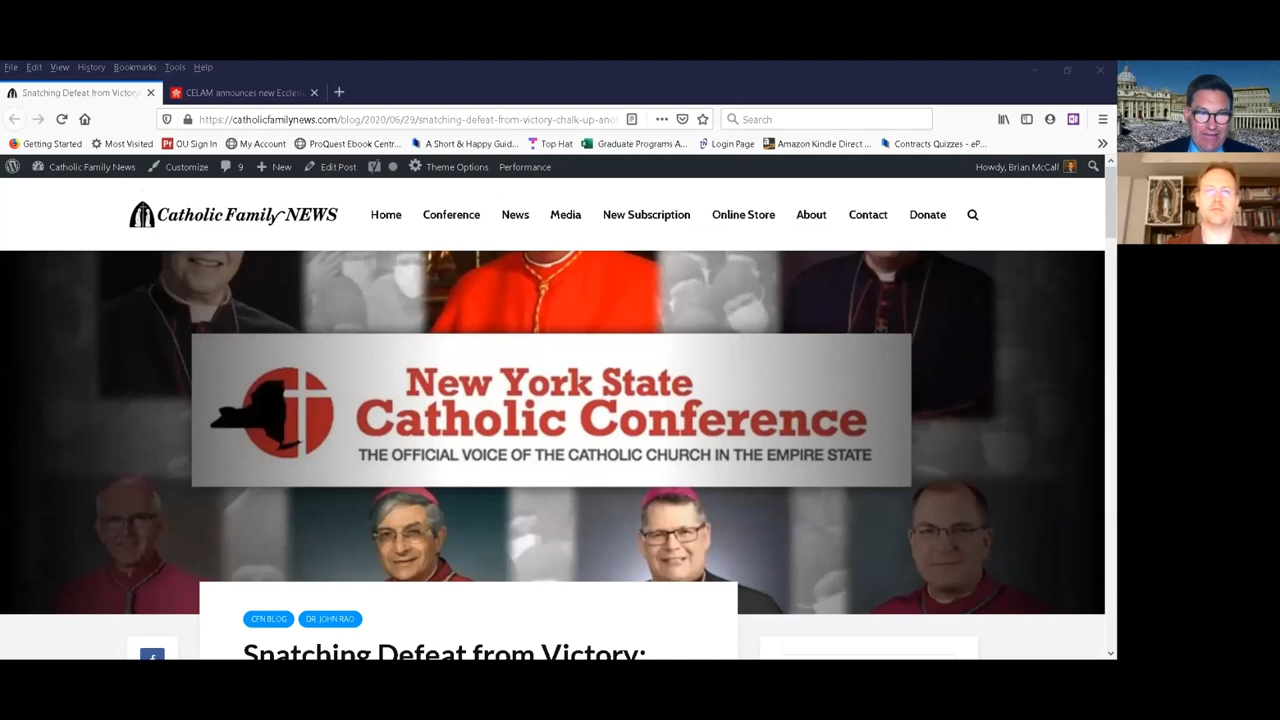 File Edit View History Bookmarks Tools Help
Snatching Defeat from Victory: CELAM announces new Ecclesi
https://catholicfamilynews.com/blog/2020/06/29/snatching-defeat-from-victory-chalk-up-ano Search
Getting Started Most Visited OU Sign In My Account ProQuest Ebook Centr... A Short & Happy Guid... Top Hat Graduate Programs A... Login Page Amazon Kindle Direct ... Contracts Quizzes - eP...
Catholic Family News Customize 9 New Edit Post Theme Options Performance Howdy, Brian McCall
Catholic Family NEWS Home Conference News Media New Subscription Online Store About Contact Donate
New York State
Catholic Conference
THE OFFICIAL VOICE OF THE CATHOLIC CHURCH IN THE EMPIRE STATE
CFN BLOG DR. JOHN RAO
Snatching Defeat from Victory: